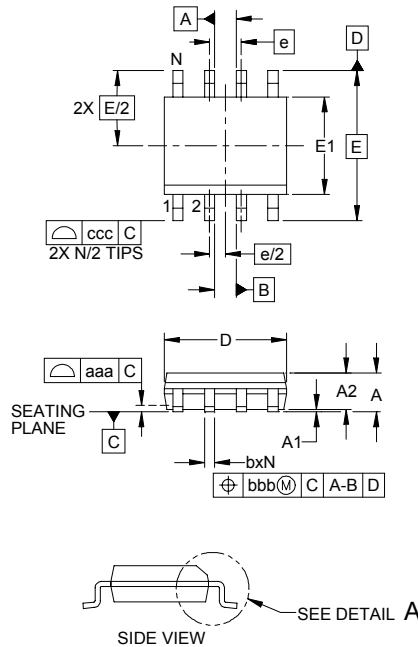 A
e
D
N
2X E/2
E1
E
1 2
⌓ ccc C
2X N/2 TIPS
e/2
B
D
⌓ aaa C
A2 A
SEATING
PLANE
C
A1
bxN
⌖ bbbⓂ C A-B D
SEE DETAIL A
SIDE VIEW